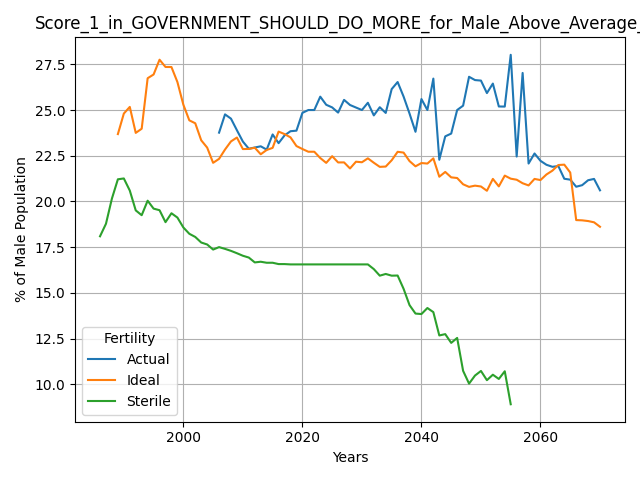 Score_1_in_GOVERNMENT_SHOULD_DO_MORE_for_Male_Above_Average_
27.5
25.0
22.5
20.0
17.5
15.0
12.5
10.0
% of Male Population
Fertility
Actual
Ideal
Sterile
2000 2020 2040 2060
Years